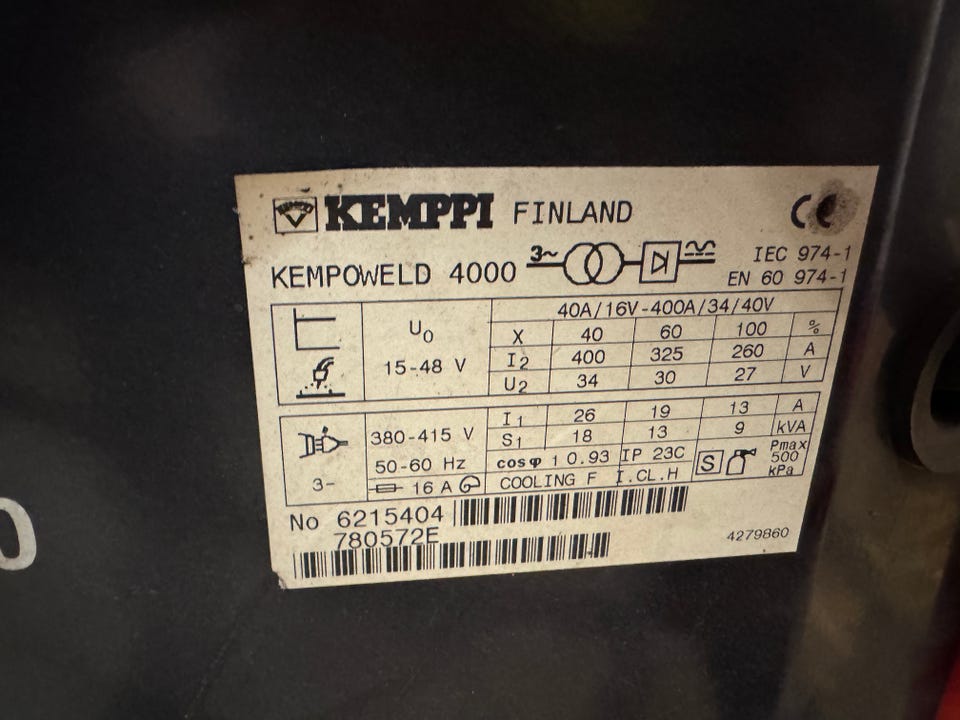 KEMPPI FINLAND CE
KEMPOWELD 4000 3~
IEC 974-1
EN 60 974-1
40A/16V-400A/34/40V
U0
15-48 V
X 40 60 100 %
I2 400 325 260 A
U2 34 30 27 V
3~
380-415 V
50-60 Hz
16 A
I1 26 19 13 A
S1 18 13 9 kVA
cosφ 1 0.93 IP 23C
COOLING F I.CL.H
S
Pmax
500
kPa
No 6215404
780572E
4279860
0